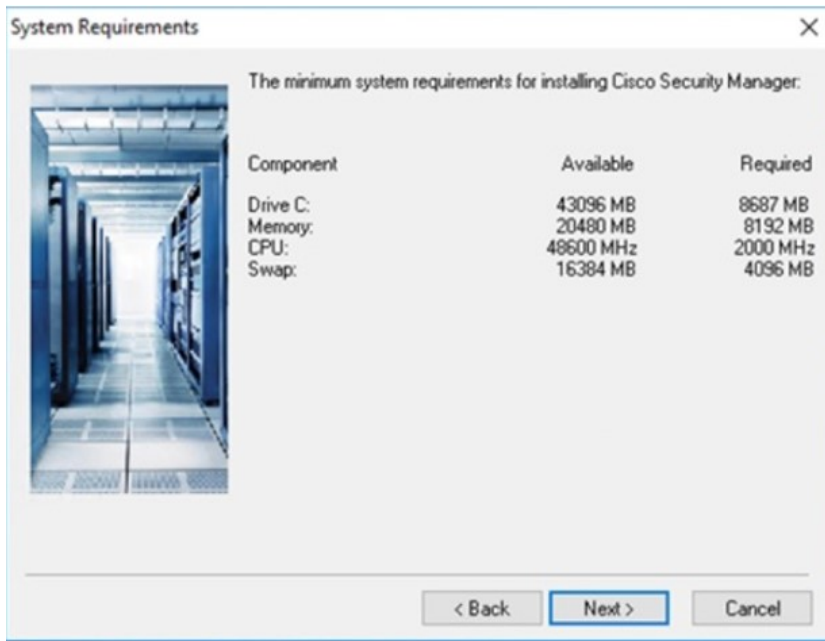 System Requirements
The minimum system requirements for installing Cisco Security Manager:
Component Available Required
Drive C: 43096 MB 8687 MB
Memory: 20480 MB 8192 MB
CPU: 48600 MHz 2000 MHz
Swap: 16384 MB 4096 MB
< Back Next > Cancel